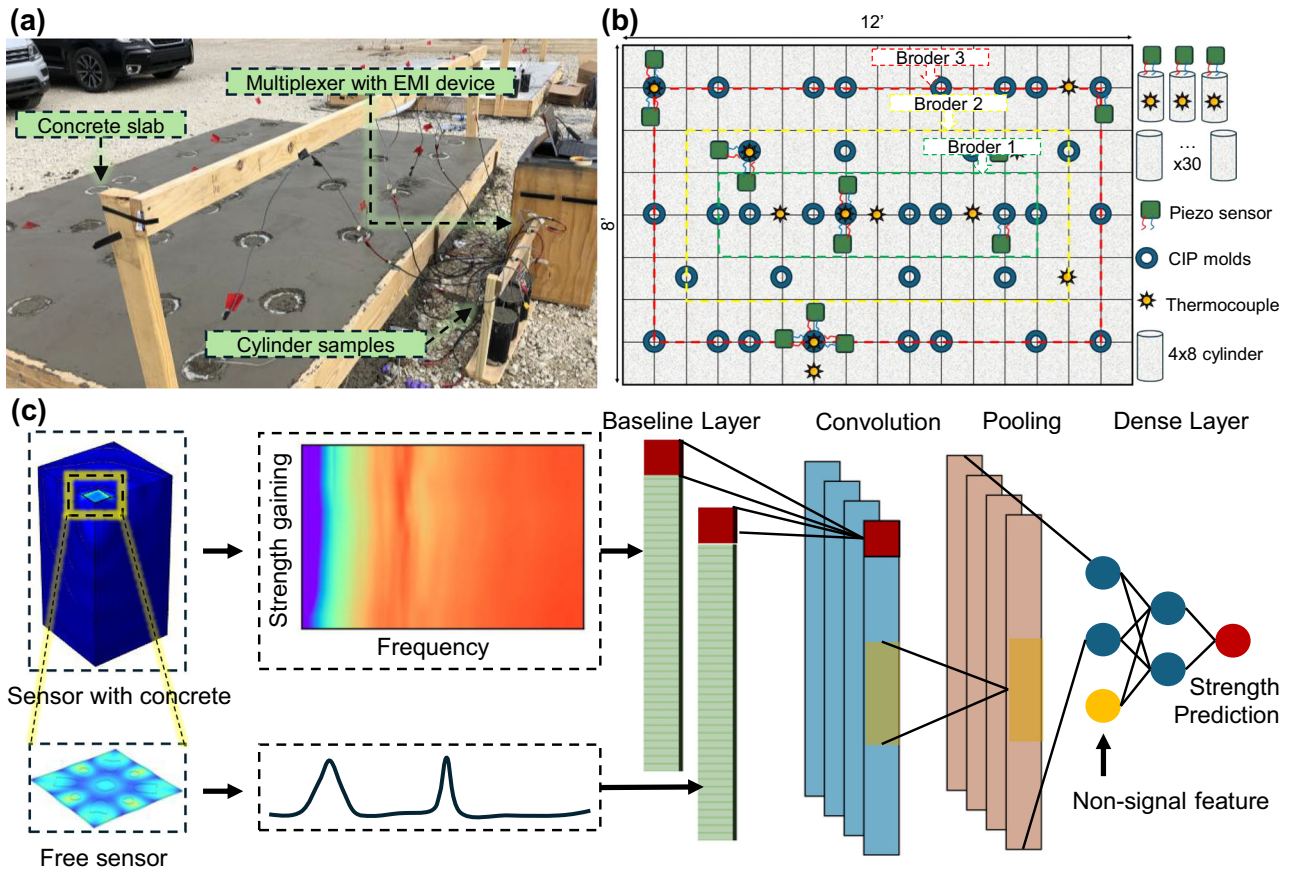 (a)
Multiplexer with EMI device
Concrete slab
Cylinder samples
(b)
12’
8’
Broder 3
Broder 2
Broder 1
...
x30
Piezo sensor
CIP molds
Thermocouple
4x8 cylinder
(c)
Sensor with concrete
Free sensor
Strength gaining
Frequency
Baseline Layer
Convolution
Pooling
Dense Layer
Strength
Prediction
Non-signal feature